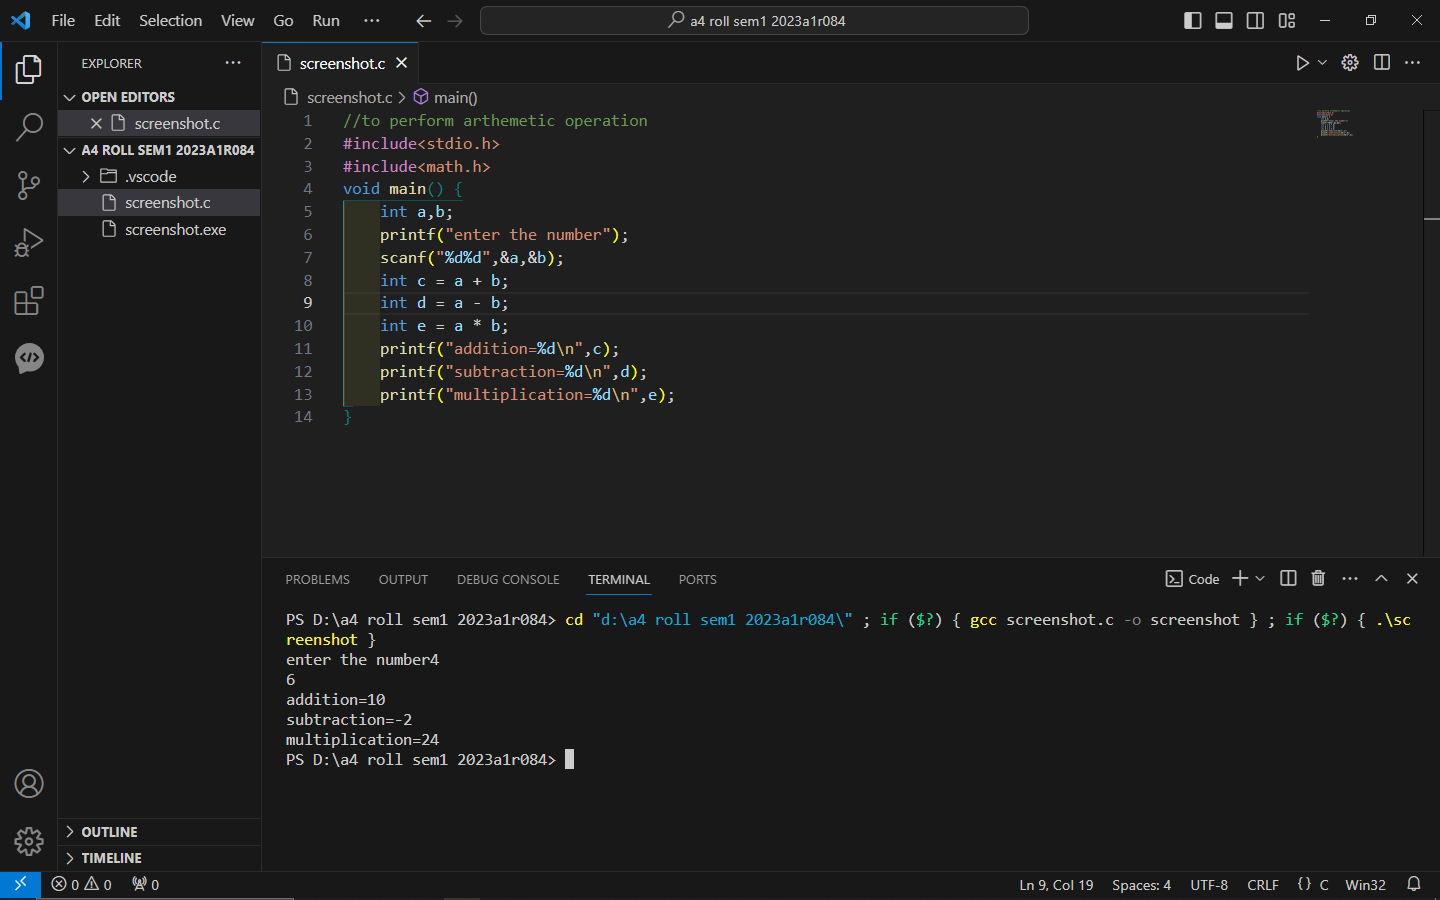 File Edit Selection View Go Run ··· a4 roll sem1 2023a1r084
EXPLORER ···
OPEN EDITORS
screenshot.c
A4 ROLL SEM1 2023A1R084
.vscode
screenshot.c
screenshot.exe
OUTLINE
TIMELINE
screenshot.c
screenshot.c > main()
1 //to perform arthemetic operation
2 #include<stdio.h>
3 #include<math.h>
4 void main() {
5     int a,b;
6     printf("enter the number");
7     scanf("%d%d",&a,&b);
8     int c = a + b;
9     int d = a - b;
10     int e = a * b;
11     printf("addition=%d\n",c);
12     printf("subtraction=%d\n",d);
13     printf("multiplication=%d\n",e);
14 }
PROBLEMS OUTPUT DEBUG CONSOLE TERMINAL PORTS Code
PS D:\a4 roll sem1 2023a1r084> cd "d:\a4 roll sem1 2023a1r084\" ; if ($?) { gcc screenshot.c -o screenshot } ; if ($?) { .\sc
reenshot }
enter the number4
6
addition=10
subtraction=-2
multiplication=24
PS D:\a4 roll sem1 2023a1r084>
0 0 0 Ln 9, Col 19 Spaces: 4 UTF-8 CRLF {} C Win32